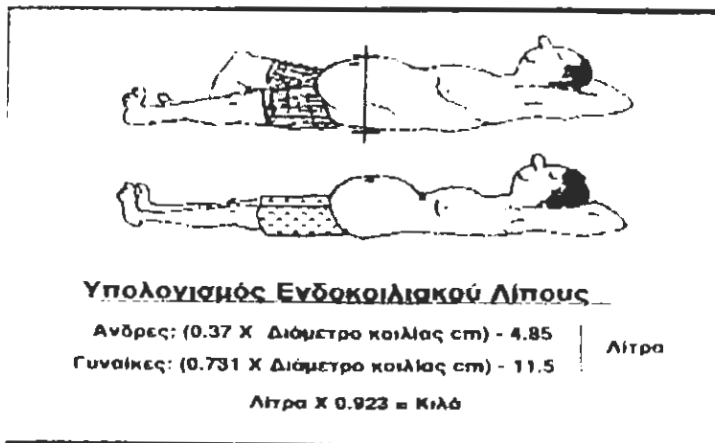 Υπολογισμός Ενδοκοιλιακού Λίπους
Ανδρες: (0.37 Χ Διάμετρο κοιλίας cm) - 4.85
Γυναίκες: (0.731 Χ Διάμετρο κοιλίας cm) - 11.5
Λίτρα
Λίτρα Χ 0.923 = Κιλά